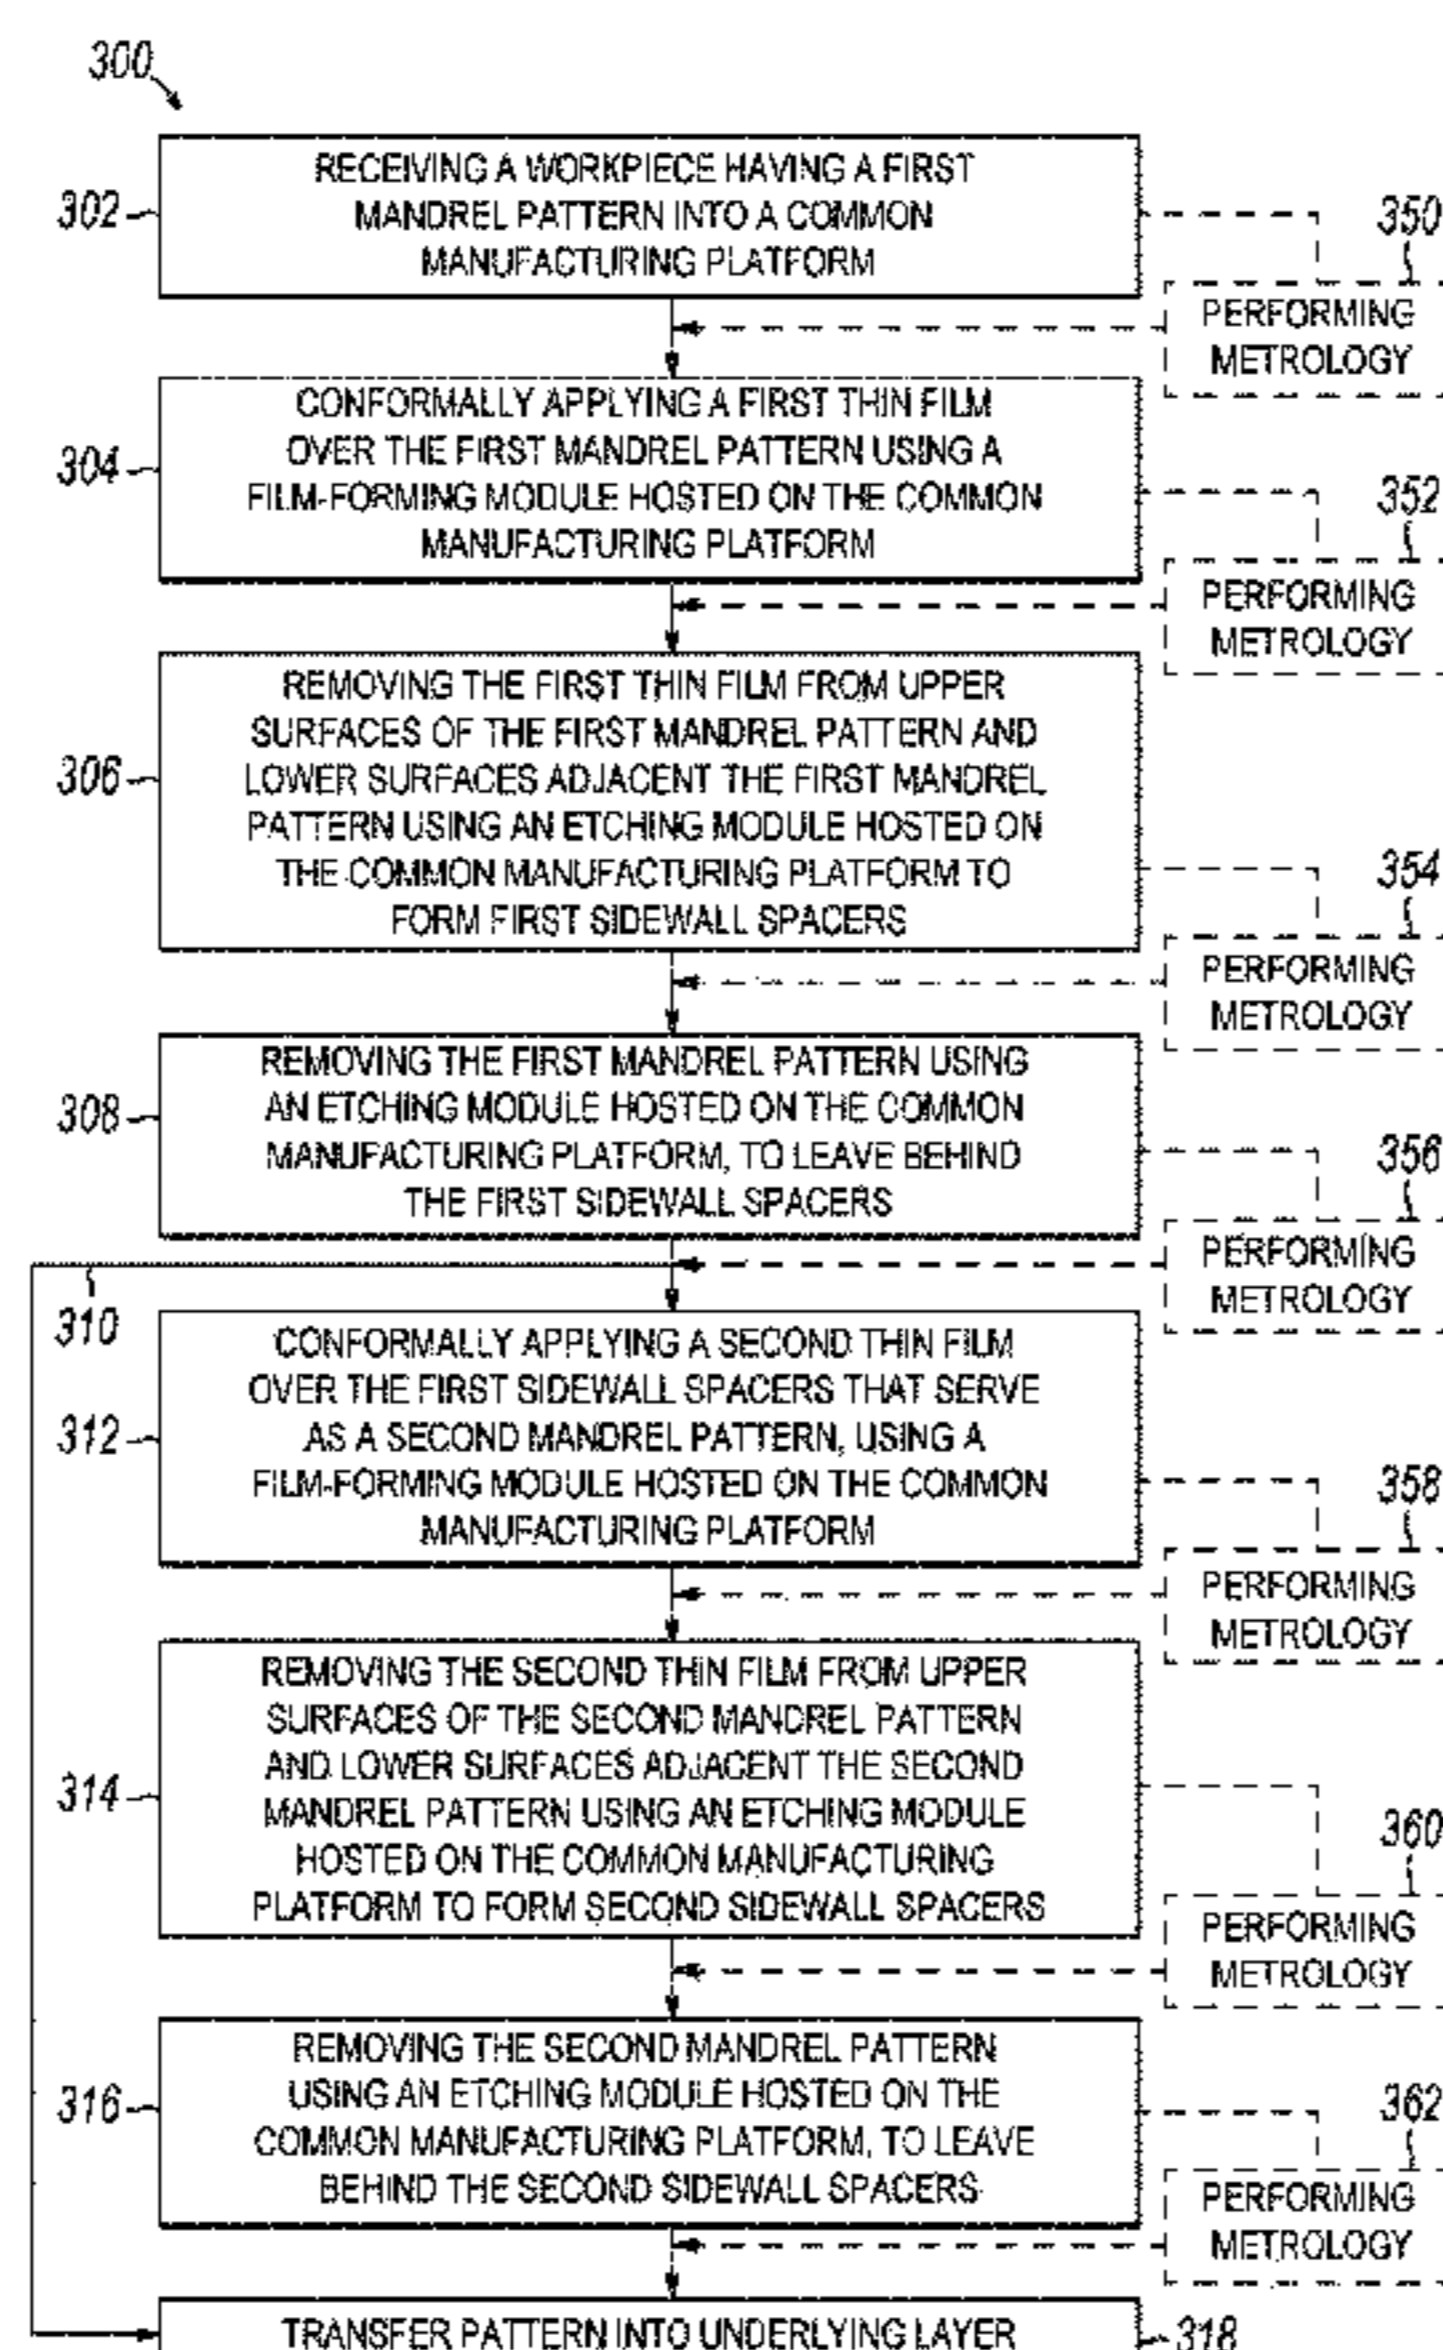 300
RECEIVING A WORKPIECE HAVING A FIRST
MANDREL PATTERN INTO A COMMON
MANUFACTURING PLATFORM
302
350
PERFORMING
METROLOGY
CONFORMALLY APPLYING A FIRST THIN FILM
OVER THE FIRST MANDREL PATTERN USING A
FILM-FORMING MODULE HOSTED ON THE COMMON
MANUFACTURING PLATFORM
304
352
PERFORMING
METROLOGY
REMOVING THE FIRST THIN FILM FROM UPPER
SURFACES OF THE FIRST MANDREL PATTERN AND
LOWER SURFACES ADJACENT THE FIRST MANDREL
PATTERN USING AN ETCHING MODULE HOSTED ON
THE COMMON MANUFACTURING PLATFORM TO
FORM FIRST SIDEWALL SPACERS
306
354
PERFORMING
METROLOGY
REMOVING THE FIRST MANDREL PATTERN USING
AN ETCHING MODULE HOSTED ON THE COMMON
MANUFACTURING PLATFORM, TO LEAVE BEHIND
THE FIRST SIDEWALL SPACERS
308
356
PERFORMING
METROLOGY
310
CONFORMALLY APPLYING A SECOND THIN FILM
OVER THE FIRST SIDEWALL SPACERS THAT SERVE
AS A SECOND MANDREL PATTERN, USING A
FILM-FORMING MODULE HOSTED ON THE COMMON
MANUFACTURING PLATFORM
312
358
PERFORMING
METROLOGY
REMOVING THE SECOND THIN FILM FROM UPPER
SURFACES OF THE SECOND MANDREL PATTERN
AND LOWER SURFACES ADJACENT THE SECOND
MANDREL PATTERN USING AN ETCHING MODULE
HOSTED ON THE COMMON MANUFACTURING
PLATFORM TO FORM SECOND SIDEWALL SPACERS
314
360
PERFORMING
METROLOGY
REMOVING THE SECOND MANDREL PATTERN
USING AN ETCHING MODULE HOSTED ON THE
COMMON MANUFACTURING PLATFORM, TO LEAVE
BEHIND THE SECOND SIDEWALL SPACERS
316
362
PERFORMING
METROLOGY
TRANSFER PATTERN INTO UNDERLYING LAYER
318